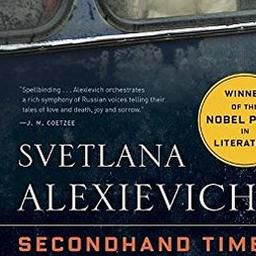 "Spellbinding . . . Alexievich orchestrates
a rich symphony of Russian voices telling their
tales of love and death, joy and sorrow."
—J. M. COETZEE
WINNE
OF THE
NOBEL P
IN
LITERAT
SVETLANA
ALEXIEVICH
SECONDHAND TIME